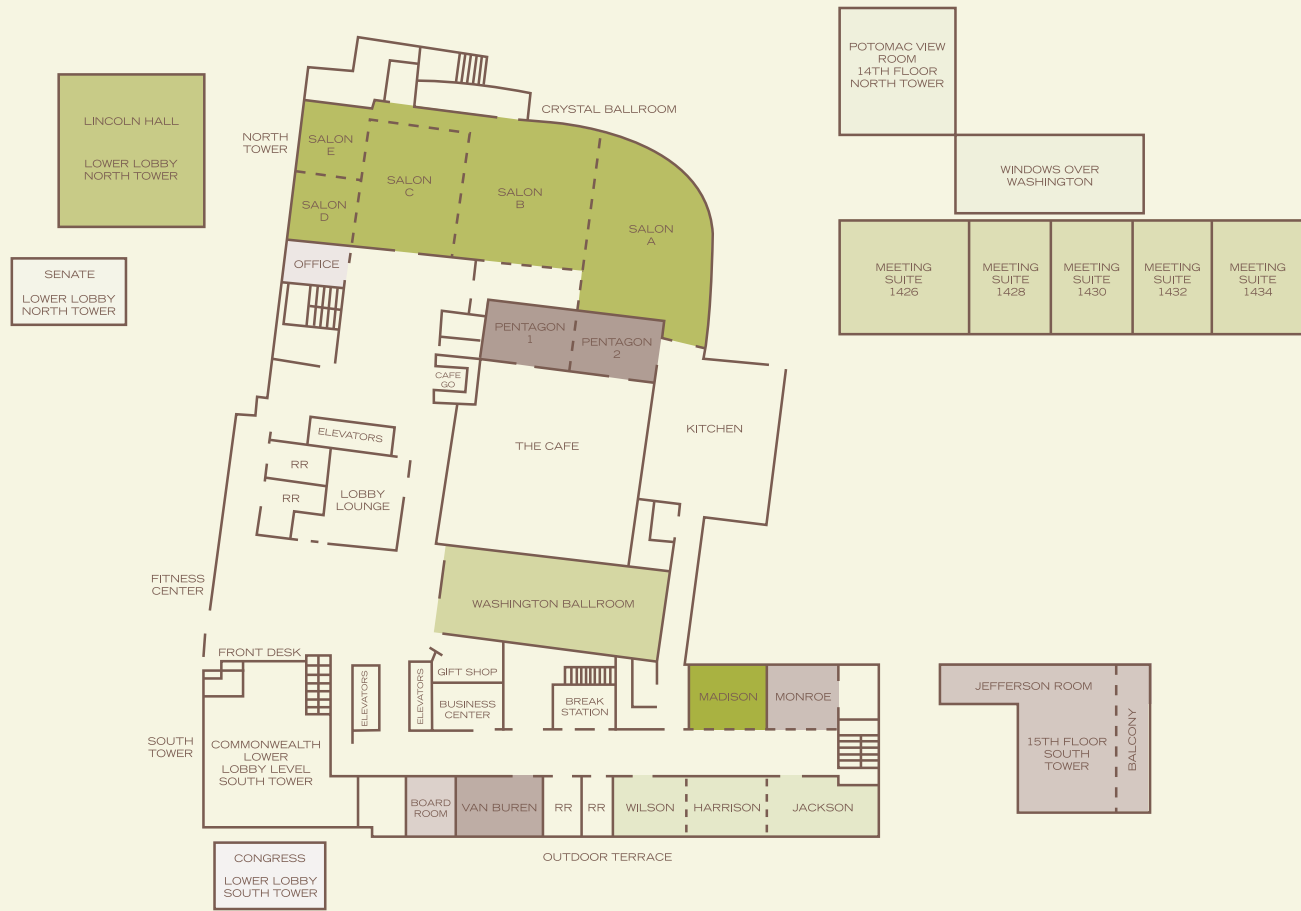 POTOMAC VIEW
ROOM
14TH FLOOR
NORTH TOWER
CRYSTAL BALLROOM
LINCOLN HALL
LOWER LOBBY
NORTH TOWER
NORTH
TOWER
SALON
E
SALON
D
SALON
C
SALON
B
SALON
A
WINDOWS OVER
WASHINGTON
MEETING
SUITE
1426
MEETING
SUITE
1428
MEETING
SUITE
1430
MEETING
SUITE
1432
MEETING
SUITE
1434
SENATE
LOWER LOBBY
NORTH TOWER
OFFICE
PENTAGON
1
PENTAGON
2
CAFE
GO
ELEVATORS
THE CAFE
KITCHEN
RR
RR
LOBBY
LOUNGE
FITNESS
CENTER
WASHINGTON BALLROOM
FRONT DESK
ELEVATORS
ELEVATORS
GIFT SHOP
BUSINESS
CENTER
BREAK
STATION
MADISON
MONROE
JEFFERSON ROOM
15TH FLOOR
SOUTH
TOWER
BALCONY
SOUTH
TOWER
COMMONWEALTH
LOWER
LOBBY LEVEL
SOUTH TOWER
BOARD
ROOM
VAN BUREN
RR
RR
WILSON
HARRISON
JACKSON
OUTDOOR TERRACE
CONGRESS
LOWER LOBBY
SOUTH TOWER